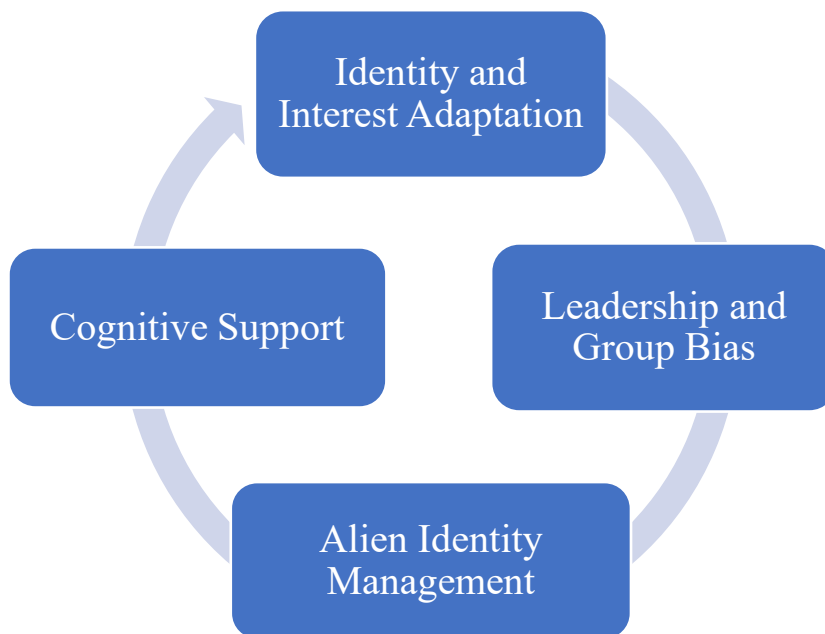 Identity and
Interest Adaptation
Leadership and
Group Bias
Alien Identity
Management
Cognitive Support